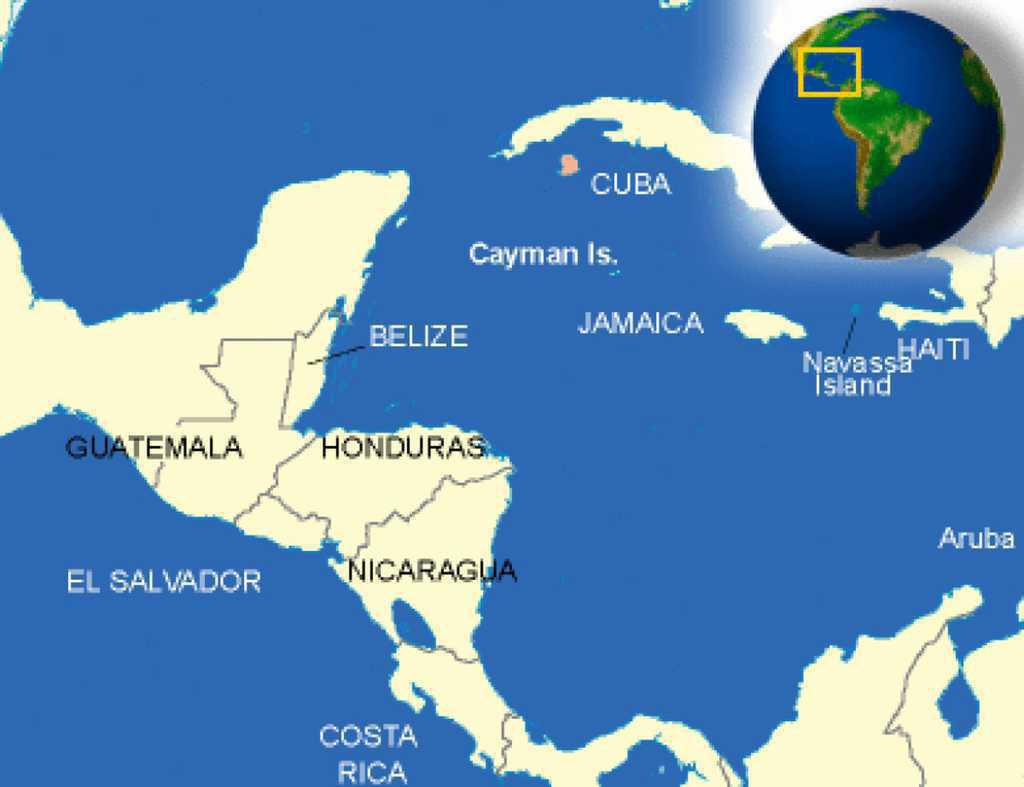 CUBA
Cayman Is.
JAMAICA
BELIZE
HAITI
Navassa
Island
GUATEMALA
HONDURAS
Aruba
NICARAGUA
EL SALVADOR
COSTA
RICA